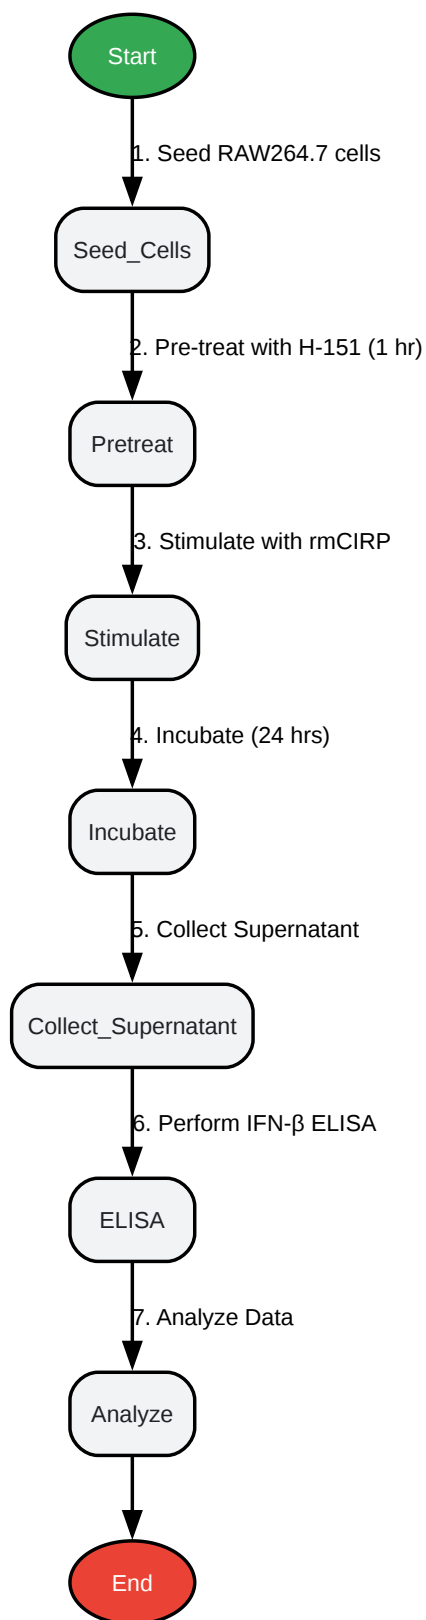 Start
1. Seed RAW264.7 cells
Seed_Cells
2. Pre-treat with H-151 (1 hr)
Pretreat
3. Stimulate with rmCIRP
Stimulate
4. Incubate (24 hrs)
Incubate
5. Collect Supernatant
Collect_Supernatant
6. Perform IFN-β ELISA
ELISA
7. Analyze Data
Analyze
End